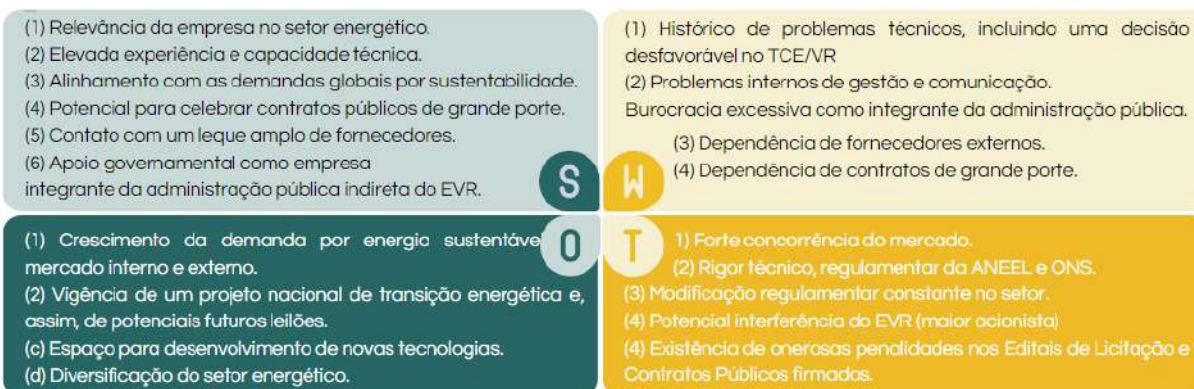 (1) Relevância da empresa no setor energético.
(2) Elevada experiência e capacidade técnica.
(3) Alinhamento com as demandas globais por sustentabilidade.
(4) Potencial para celebrar contratos públicos de grande porte.
(5) Contato com um leque amplo de fornecedores.
(6) Apoio governamental como empresa
integrante da administração pública indireta do EVR.
S
(1) Histórico de problemas técnicos, incluindo uma decisão
desfavorável no TCE/VR
(2) Problemas internos de gestão e comunicação.
Burocracia excessiva como integrante da administração pública.
(3) Dependência de fornecedores externos.
(4) Dependência de contratos de grande porte.
W
(1) Crescimento da demanda por energia sustentável
mercado interno e externo.
(2) Vigência de um projeto nacional de transição energética e,
assim, de potenciais futuros leilões.
(c) Espaço para desenvolvimento de novas tecnologias.
(d) Diversificação do setor energético.
O
T
1) Forte concorrência do mercado.
(2) Rigor técnico, regulamentar da ANEEL e ONS.
(3) Modificação regulamentar constante no setor.
(4) Potencial interferência do EVR (maior acionista)
(4) Existência de onerosas penalidades nos Editais de Licitação e
Contratos Públicos firmados.